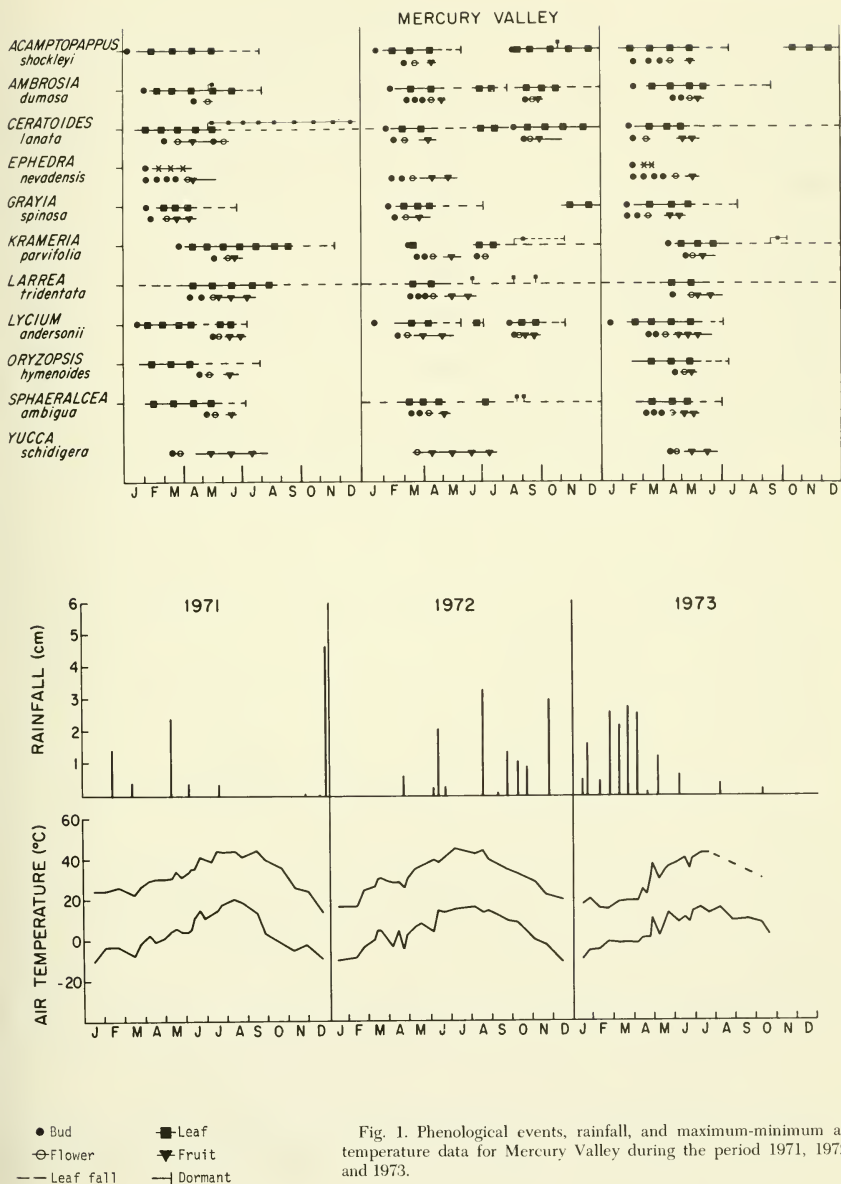 MERCURY VALLEY
ACAMPTOPAPPUS
shockleyi
AMBROSIA
dumosa
CERATOIDES
lanata
EPHEDRA
nevadensis
GRAYIA
spinosa
KRAMERIA
parvifolia
LARREA
tridentata
LYCIUM
andersonii
ORYZOPSIS
hymenoides
SPHAERALCEA
ambigua
YUCCA
schidigera
J F M A M J J A S O N D J F M A M J J A S O N D J F M A M J J A S O N D
1971 1972 1973
RAINFALL (cm)
6
5
4
3
2
1
AIR TEMPERATURE (°C)
60
40
20
0
-20
J F M A M J J A S O N D J F M A M J J A S O N D J F M A M J J A S O N D
Bud Leaf
Flower Fruit
Leaf fall Dormant
Fig. 1. Phenological events, rainfall, and maximum-minimum a
temperature data for Mercury Valley during the period 1971, 197
and 1973.